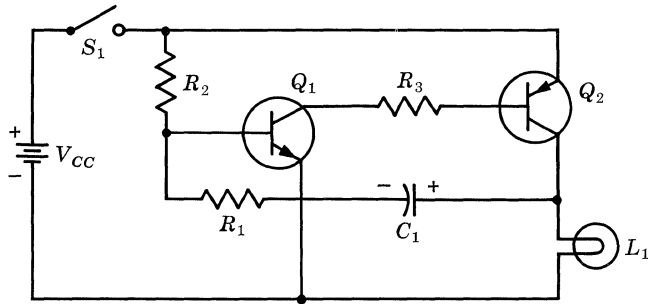 S1
R2
Q1
R3
Q2
+
VCC
−
R1
−
+
C1
L1